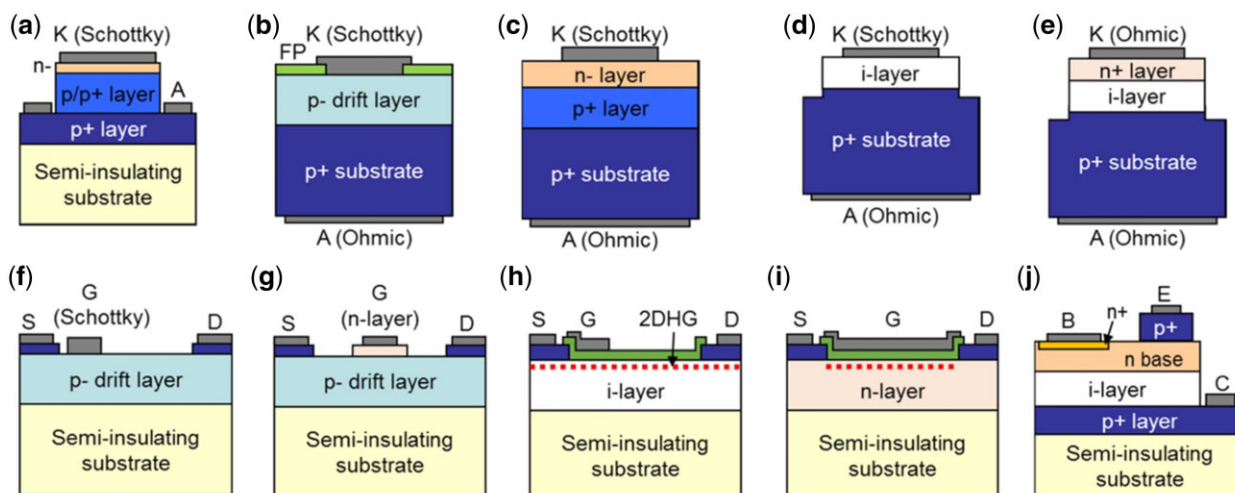 (a)
K (Schottky)
n-
p/p+ layer
A
p+ layer
Semi-insulating
substrate
(b)
K (Schottky)
FP
p- drift layer
p+ substrate
A (Ohmic)
(c)
K (Schottky)
n- layer
p+ layer
p+ substrate
A (Ohmic)
(d)
K (Schottky)
i-layer
p+ substrate
A (Ohmic)
(e)
K (Ohmic)
n+ layer
i-layer
p+ substrate
A (Ohmic)
(f)
G
(Schottky)
S
D
p- drift layer
Semi-insulating
substrate
(g)
G
(n-layer)
S
D
p- drift layer
Semi-insulating
substrate
(h)
S
G
2DHG
D
i-layer
Semi-insulating
substrate
(i)
S
G
D
n-layer
Semi-insulating
substrate
(j)
E
n+
B
p+
n base
i-layer
C
p+ layer
Semi-insulating
substrate